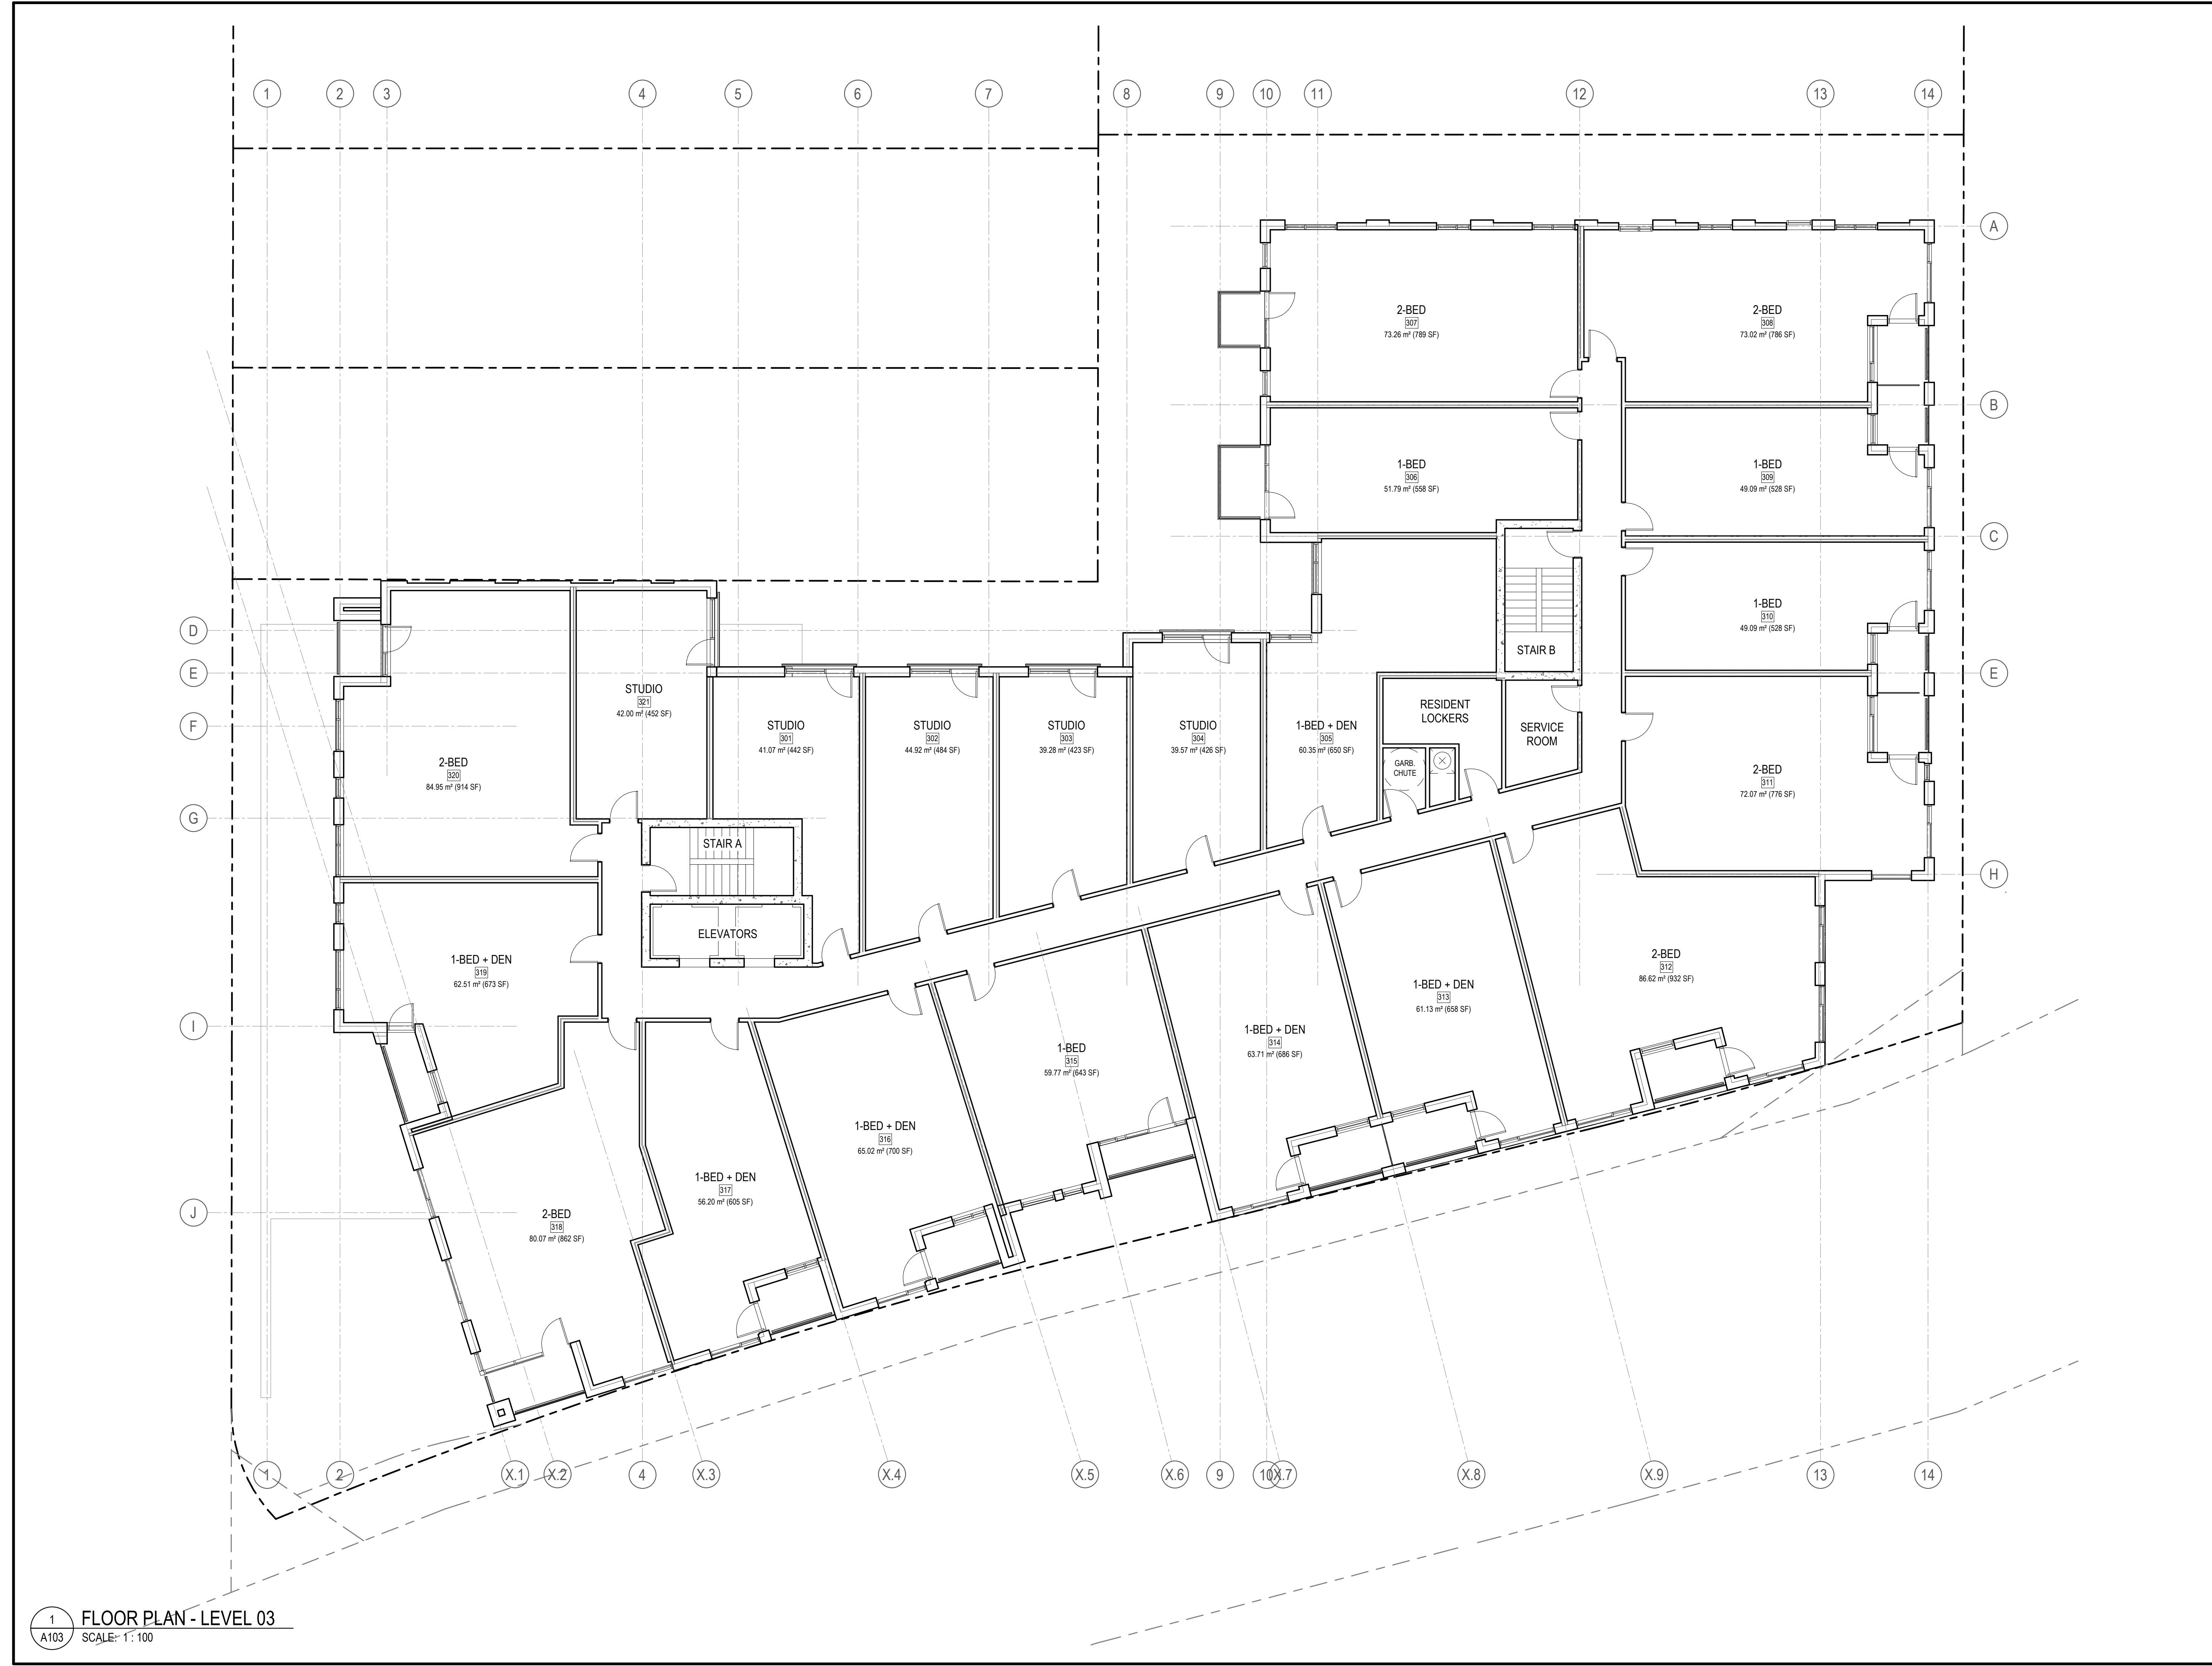 1
2
3
4
5
6
7
8
9
10
11
12
13
14
A
B
C
D
E
F
G
I
J
E
H
2-BED
307
73.26 m² (789 SF)
2-BED
308
73.02 m² (786 SF)
1-BED
306
51.79 m² (558 SF)
1-BED
309
49.09 m² (528 SF)
1-BED
310
49.09 m² (528 SF)
STAIR B
STUDIO
321
42.00 m² (452 SF)
STUDIO
301
41.07 m² (442 SF)
STUDIO
302
44.92 m² (484 SF)
STUDIO
303
39.28 m² (423 SF)
STUDIO
304
39.57 m² (426 SF)
1-BED + DEN
305
60.35 m² (650 SF)
RESIDENT
LOCKERS
SERVICE
ROOM
GARB.
CHUTE
2-BED
320
84.95 m² (914 SF)
2-BED
311
72.07 m² (776 SF)
STAIR A
ELEVATORS
1-BED + DEN
319
62.51 m² (673 SF)
2-BED
312
86.62 m² (932 SF)
1-BED + DEN
313
61.13 m² (658 SF)
1-BED + DEN
314
63.71 m² (686 SF)
1-BED
315
59.77 m² (643 SF)
1-BED + DEN
316
65.02 m² (700 SF)
1-BED + DEN
317
56.20 m² (605 SF)
2-BED
318
80.07 m² (862 SF)
1
2
X.1
X.2
4
X.3
X.4
X.5
X.6
9
10
X.7
X.8
X.9
13
14
1
A103
FLOOR PLAN - LEVEL 03
SCALE: 1 : 100